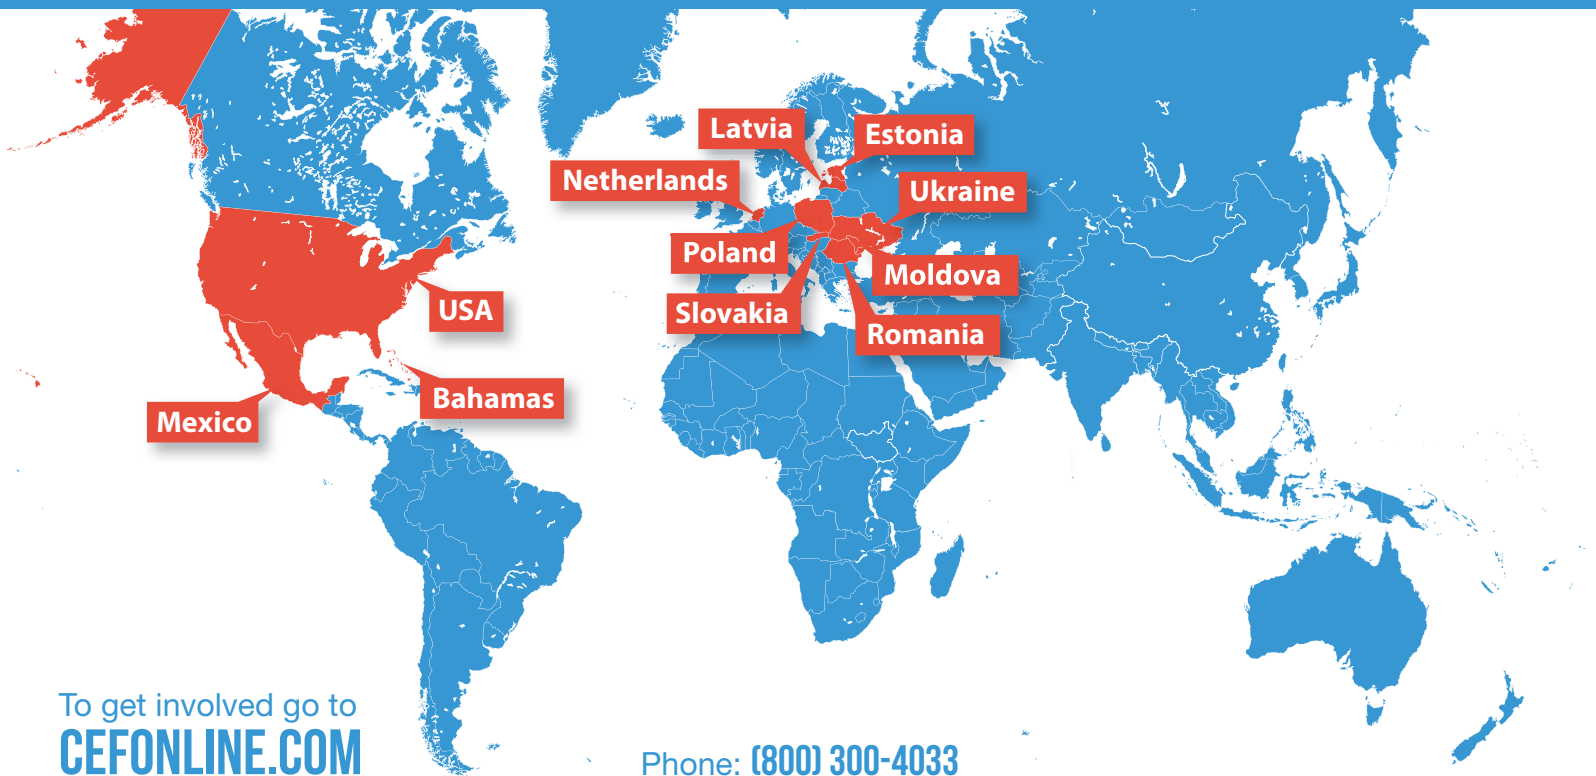 Latvia
Estonia
Netherlands
Ukraine
Poland
Moldova
Slovakia
Romania
USA
Bahamas
Mexico
To get involved go to
CEFONLINE.COM
Phone: (800) 300-4033